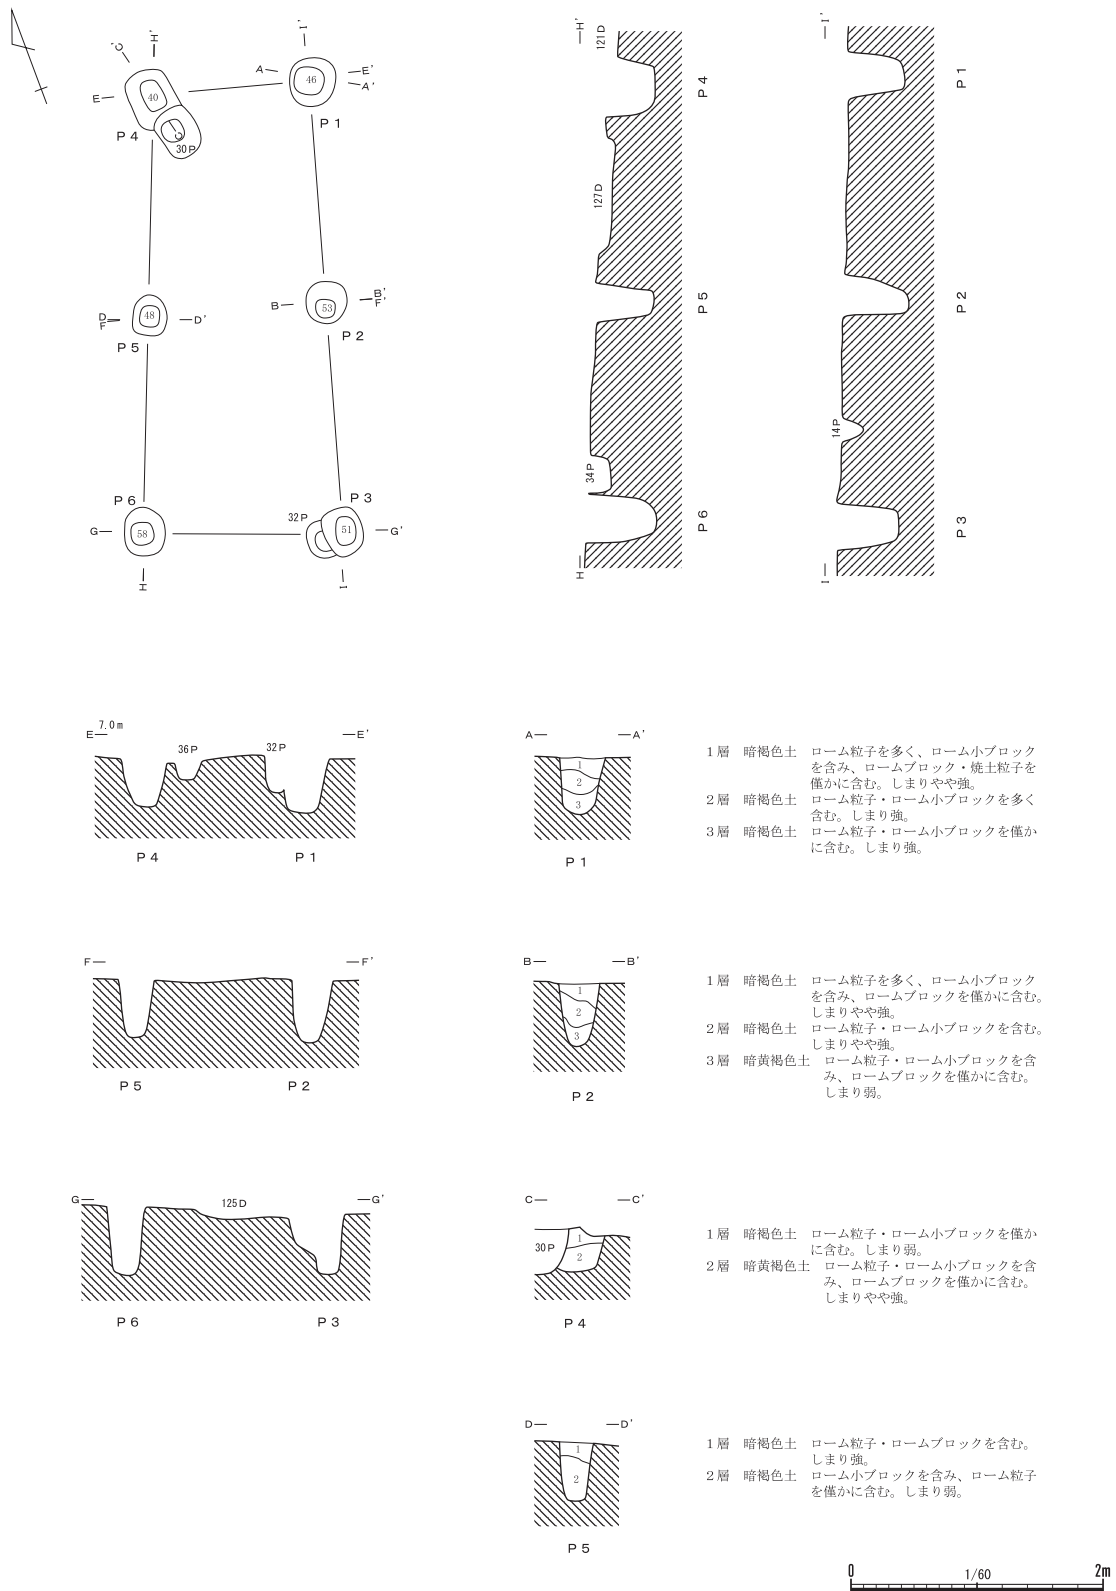 H'
C'
I'
A
E'
A'
46
E
40
P 4
C
30P
P 1
B
B'
F'
53
P 2
D
F
48
D'
P 5
P 6
P 3
32P
G
58
51
G'
H
I
H'
121D
P 4
127D
P 5
34P
P 6
H
I'
P 1
P 2
14P
P 3
I
7.0m
E
E'
36P
32P
P 4
P 1
A
A'
1
2
3
P 1
1層 暗褐色土 ローム粒子を多く、ローム小ブロック
を含み、ロームブロック・焼土粒子を
僅かに含む。しまりやや強。
2層 暗褐色土 ローム粒子・ローム小ブロックを多く
含む。しまり強。
3層 暗褐色土 ローム粒子・ローム小ブロックを僅か
に含む。しまり強。
F
F'
P 5
P 2
B
B'
1
2
3
P 2
1層 暗褐色土 ローム粒子を多く、ローム小ブロック
を含み、ロームブロックを僅かに含む。
しまりやや強。
2層 暗褐色土 ローム粒子・ローム小ブロックを含む。
しまりやや強。
3層 暗黄褐色土 ローム粒子・ローム小ブロックを含
み、ロームブロックを僅かに含む。
しまり弱。
G
G'
125D
P 6
P 3
C
C'
30P
1
2
P 4
1層 暗褐色土 ローム粒子・ローム小ブロックを僅か
に含む。しまり弱。
2層 暗黄褐色土 ローム粒子・ローム小ブロックを含
み、ロームブロックを僅かに含む。
しまりやや強。
D
D'
1
2
P 5
1層 暗褐色土 ローム粒子・ロームブロックを含む。
しまり強。
2層 暗褐色土 ローム小ブロックを含み、ローム粒子
を僅かに含む。しまり弱。
0
1/60
2m